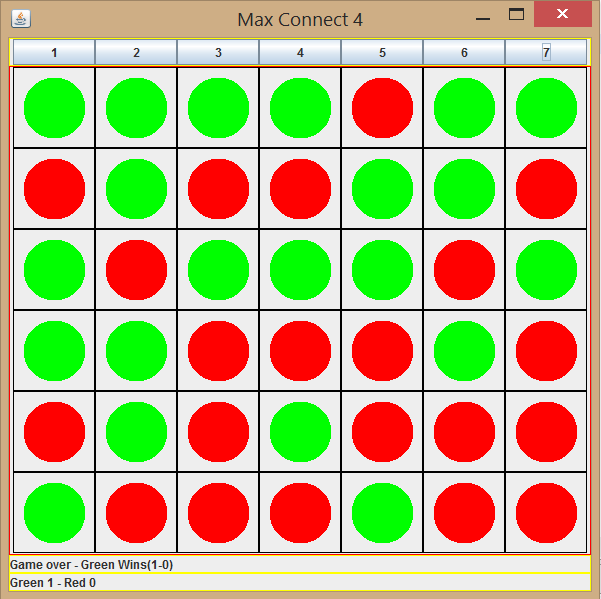 Max Connect 4
1 2 3 4 5 6 7
Game over - Green Wins(1-0)
Green 1 - Red 0